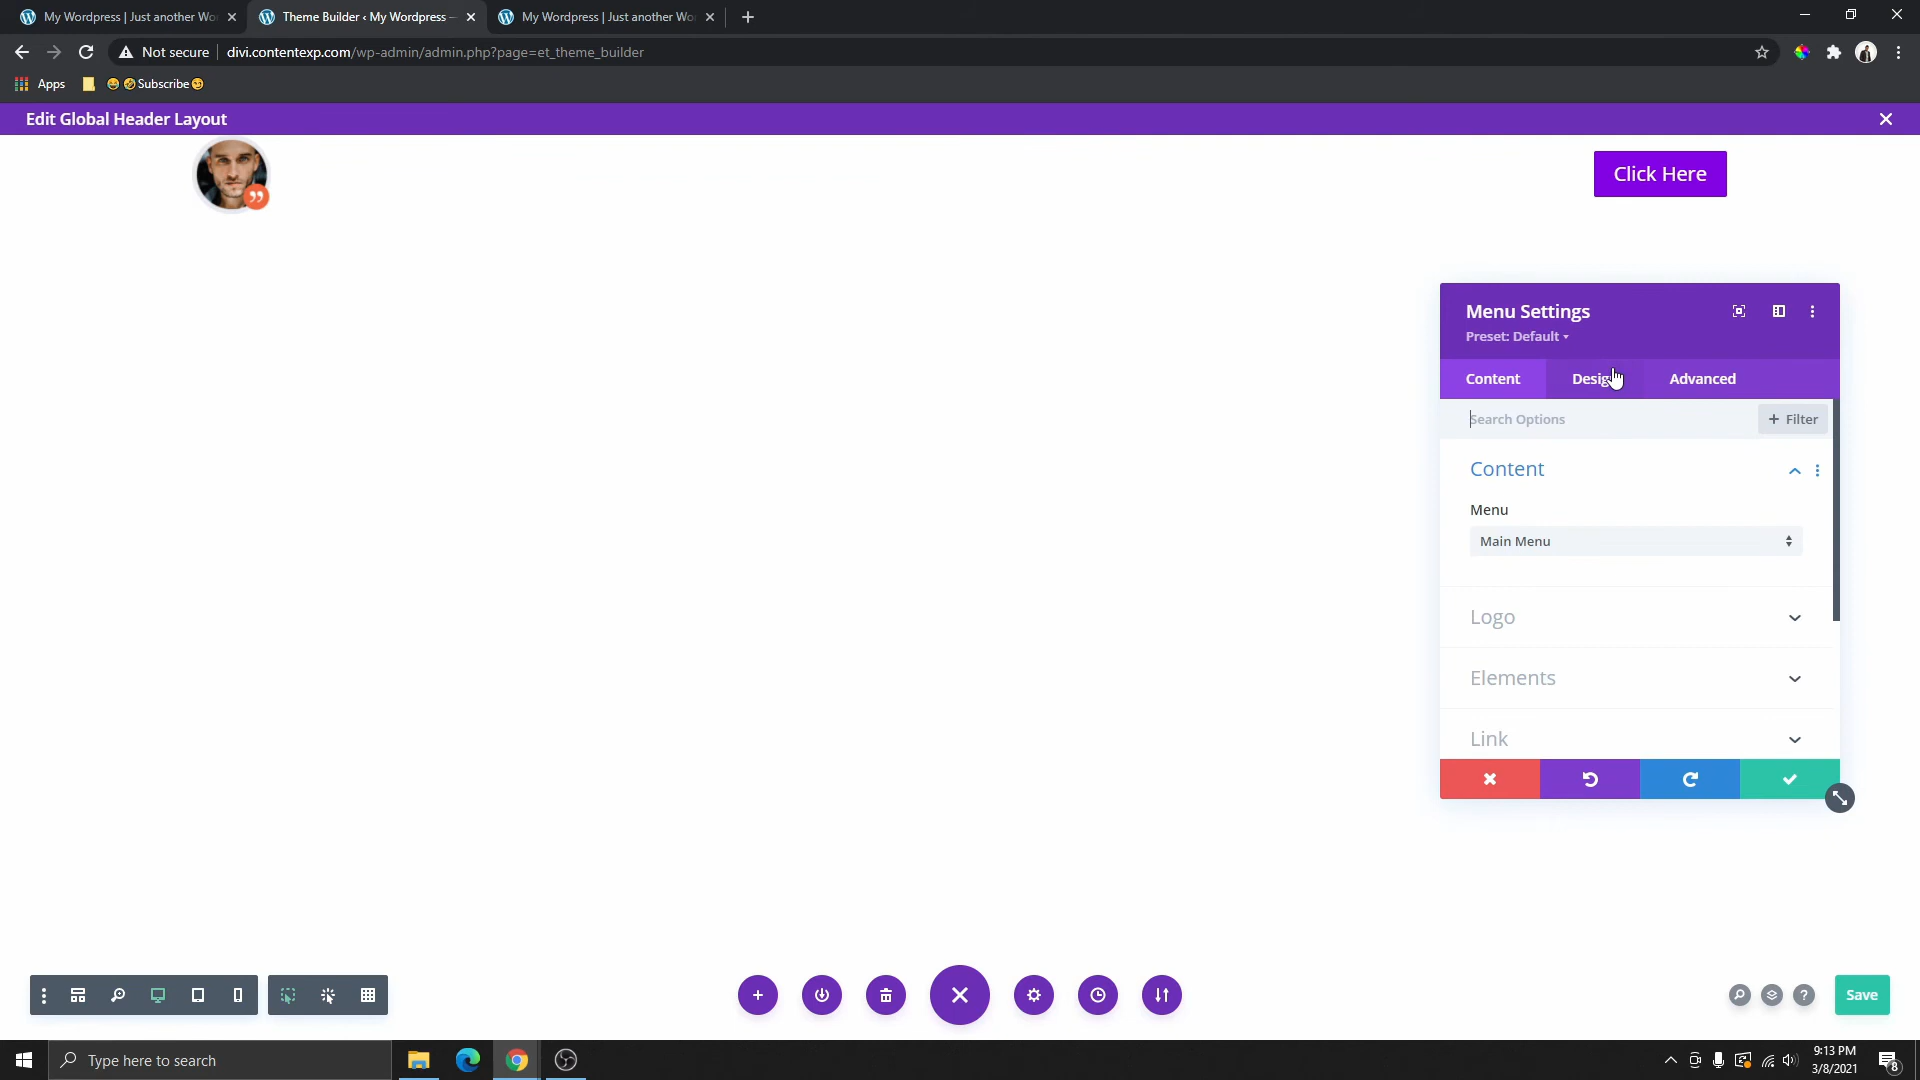 My Wordpress | Just another Wo
Theme Builder ‹ My Wordpress —
My Wordpress | Just another Wo
Not secure
divi.contentexp.com/wp-admin/admin.php?page=et_theme_builder
Apps
😂🤣Subscribe😏
Edit Global Header Layout
Click Here
Menu Settings
Preset: Default
Content
Design
Advanced
Search Options
+ Filter
Content
Menu
Main Menu
Logo
Elements
Link
?
Save
Type here to search
9:13 PM
3/8/2021
8